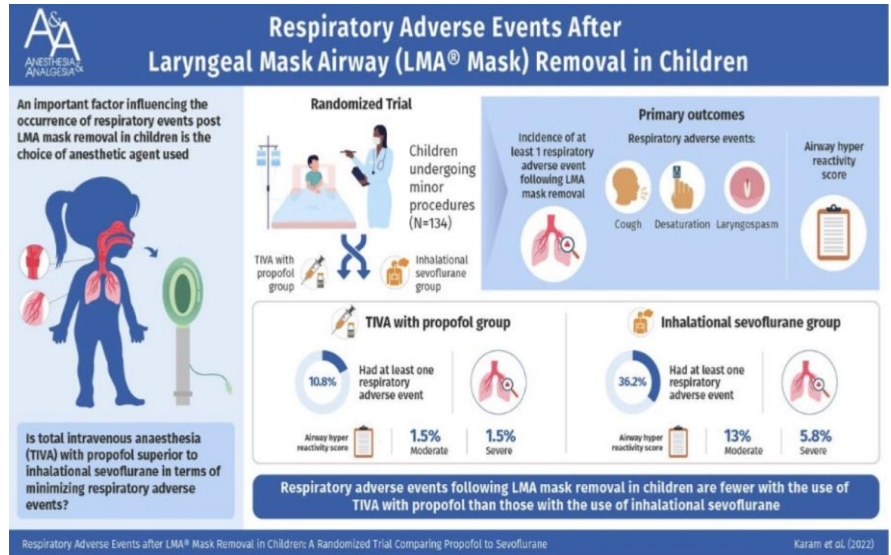 A&A
ANESTHESIA &
ANALGESIA
Respiratory Adverse Events After
Laryngeal Mask Airway (LMA® Mask) Removal in Children
An important factor influencing the
occurrence of respiratory events post
LMA mask removal in children is the
choice of anesthetic agent used
Is total intravenous anaesthesia
(TIVA) with propofol superior to
inhalational sevoflurane in terms of
minimizing respiratory adverse
events?
Randomized Trial
Children
undergoing
minor
procedures
(N=134)
TIVA with
propofol
group
Inhalational
sevoflurane
group
Primary outcomes
Incidence of at
least 1 respiratory
adverse event
following LMA
mask removal
Respiratory adverse events:
Cough
Desaturation
Laryngospasm
Airway hyper
reactivity
score
TIVA with propofol group
10.8%
Had at least one
respiratory
adverse event
Airway hyper
reactivity score
1.5%
Moderate
1.5%
Severe
Inhalational sevoflurane group
36.2%
Had at least one
respiratory
adverse event
Airway hyper
reactivity score
13%
Moderate
5.8%
Severe
Respiratory adverse events following LMA mask removal in children are fewer with the use of
TIVA with propofol than those with the use of inhalational sevoflurane
Respiratory Adverse Events after LMA® Mask Removal in Children: A Randomized Trial Comparing Propofol to Sevoflurane
Karam et al. (2022)